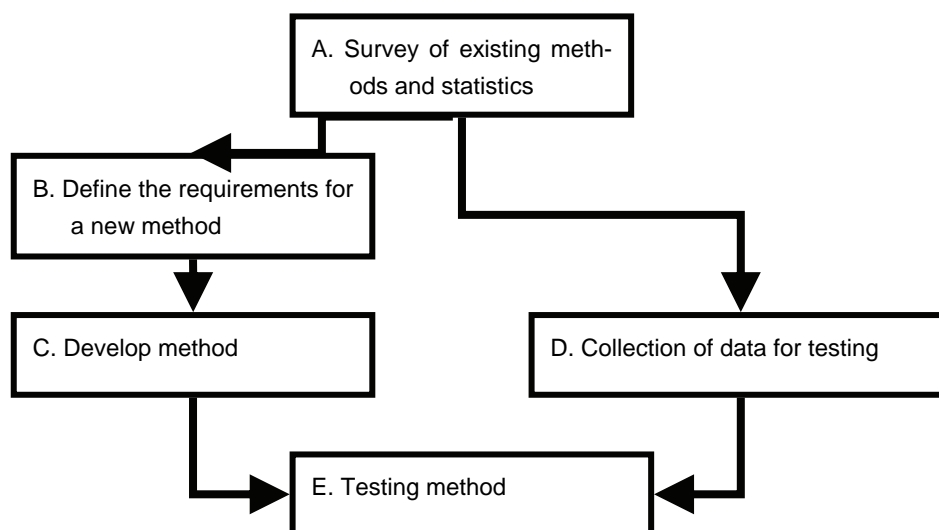 A. Survey of existing meth-
ods and statistics
B. Define the requirements for
a new method
C. Develop method
D. Collection of data for testing
E. Testing method